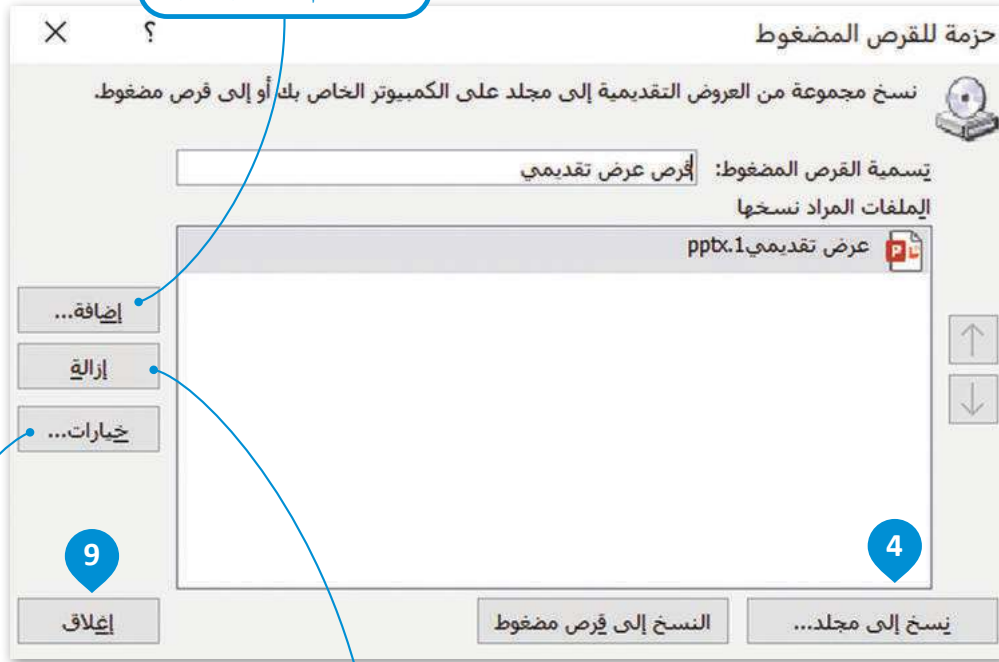 حزمة للقرص المضغوط
؟
نسخ مجموعة من العروض التقديمية إلى مجلد على الكمبيوتر الخاص بك أو إلى قرص مضغوط.
تسمية القرص المضغوط: قرص عرض تقديمي
الملفات المراد نسخها
عرض تقديمي1.pptx
إضافة...
إزالة
خيارات...
9
4
نسخ إلى مجلد...
النسخ إلى قرص مضغوط
إغلاق